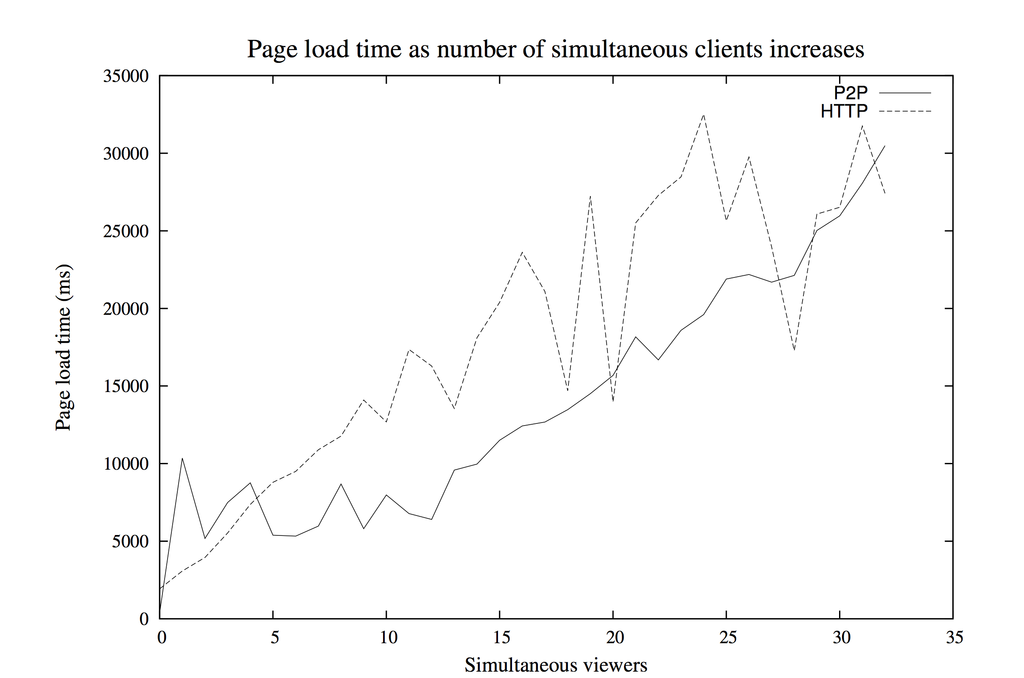 Page load time as number of simultaneous clients increases
35000
P2P
HTTP
30000
25000
20000
15000
10000
5000
0
Page load time (ms)
0 5 10 15 20 25 30 35
Simultaneous viewers